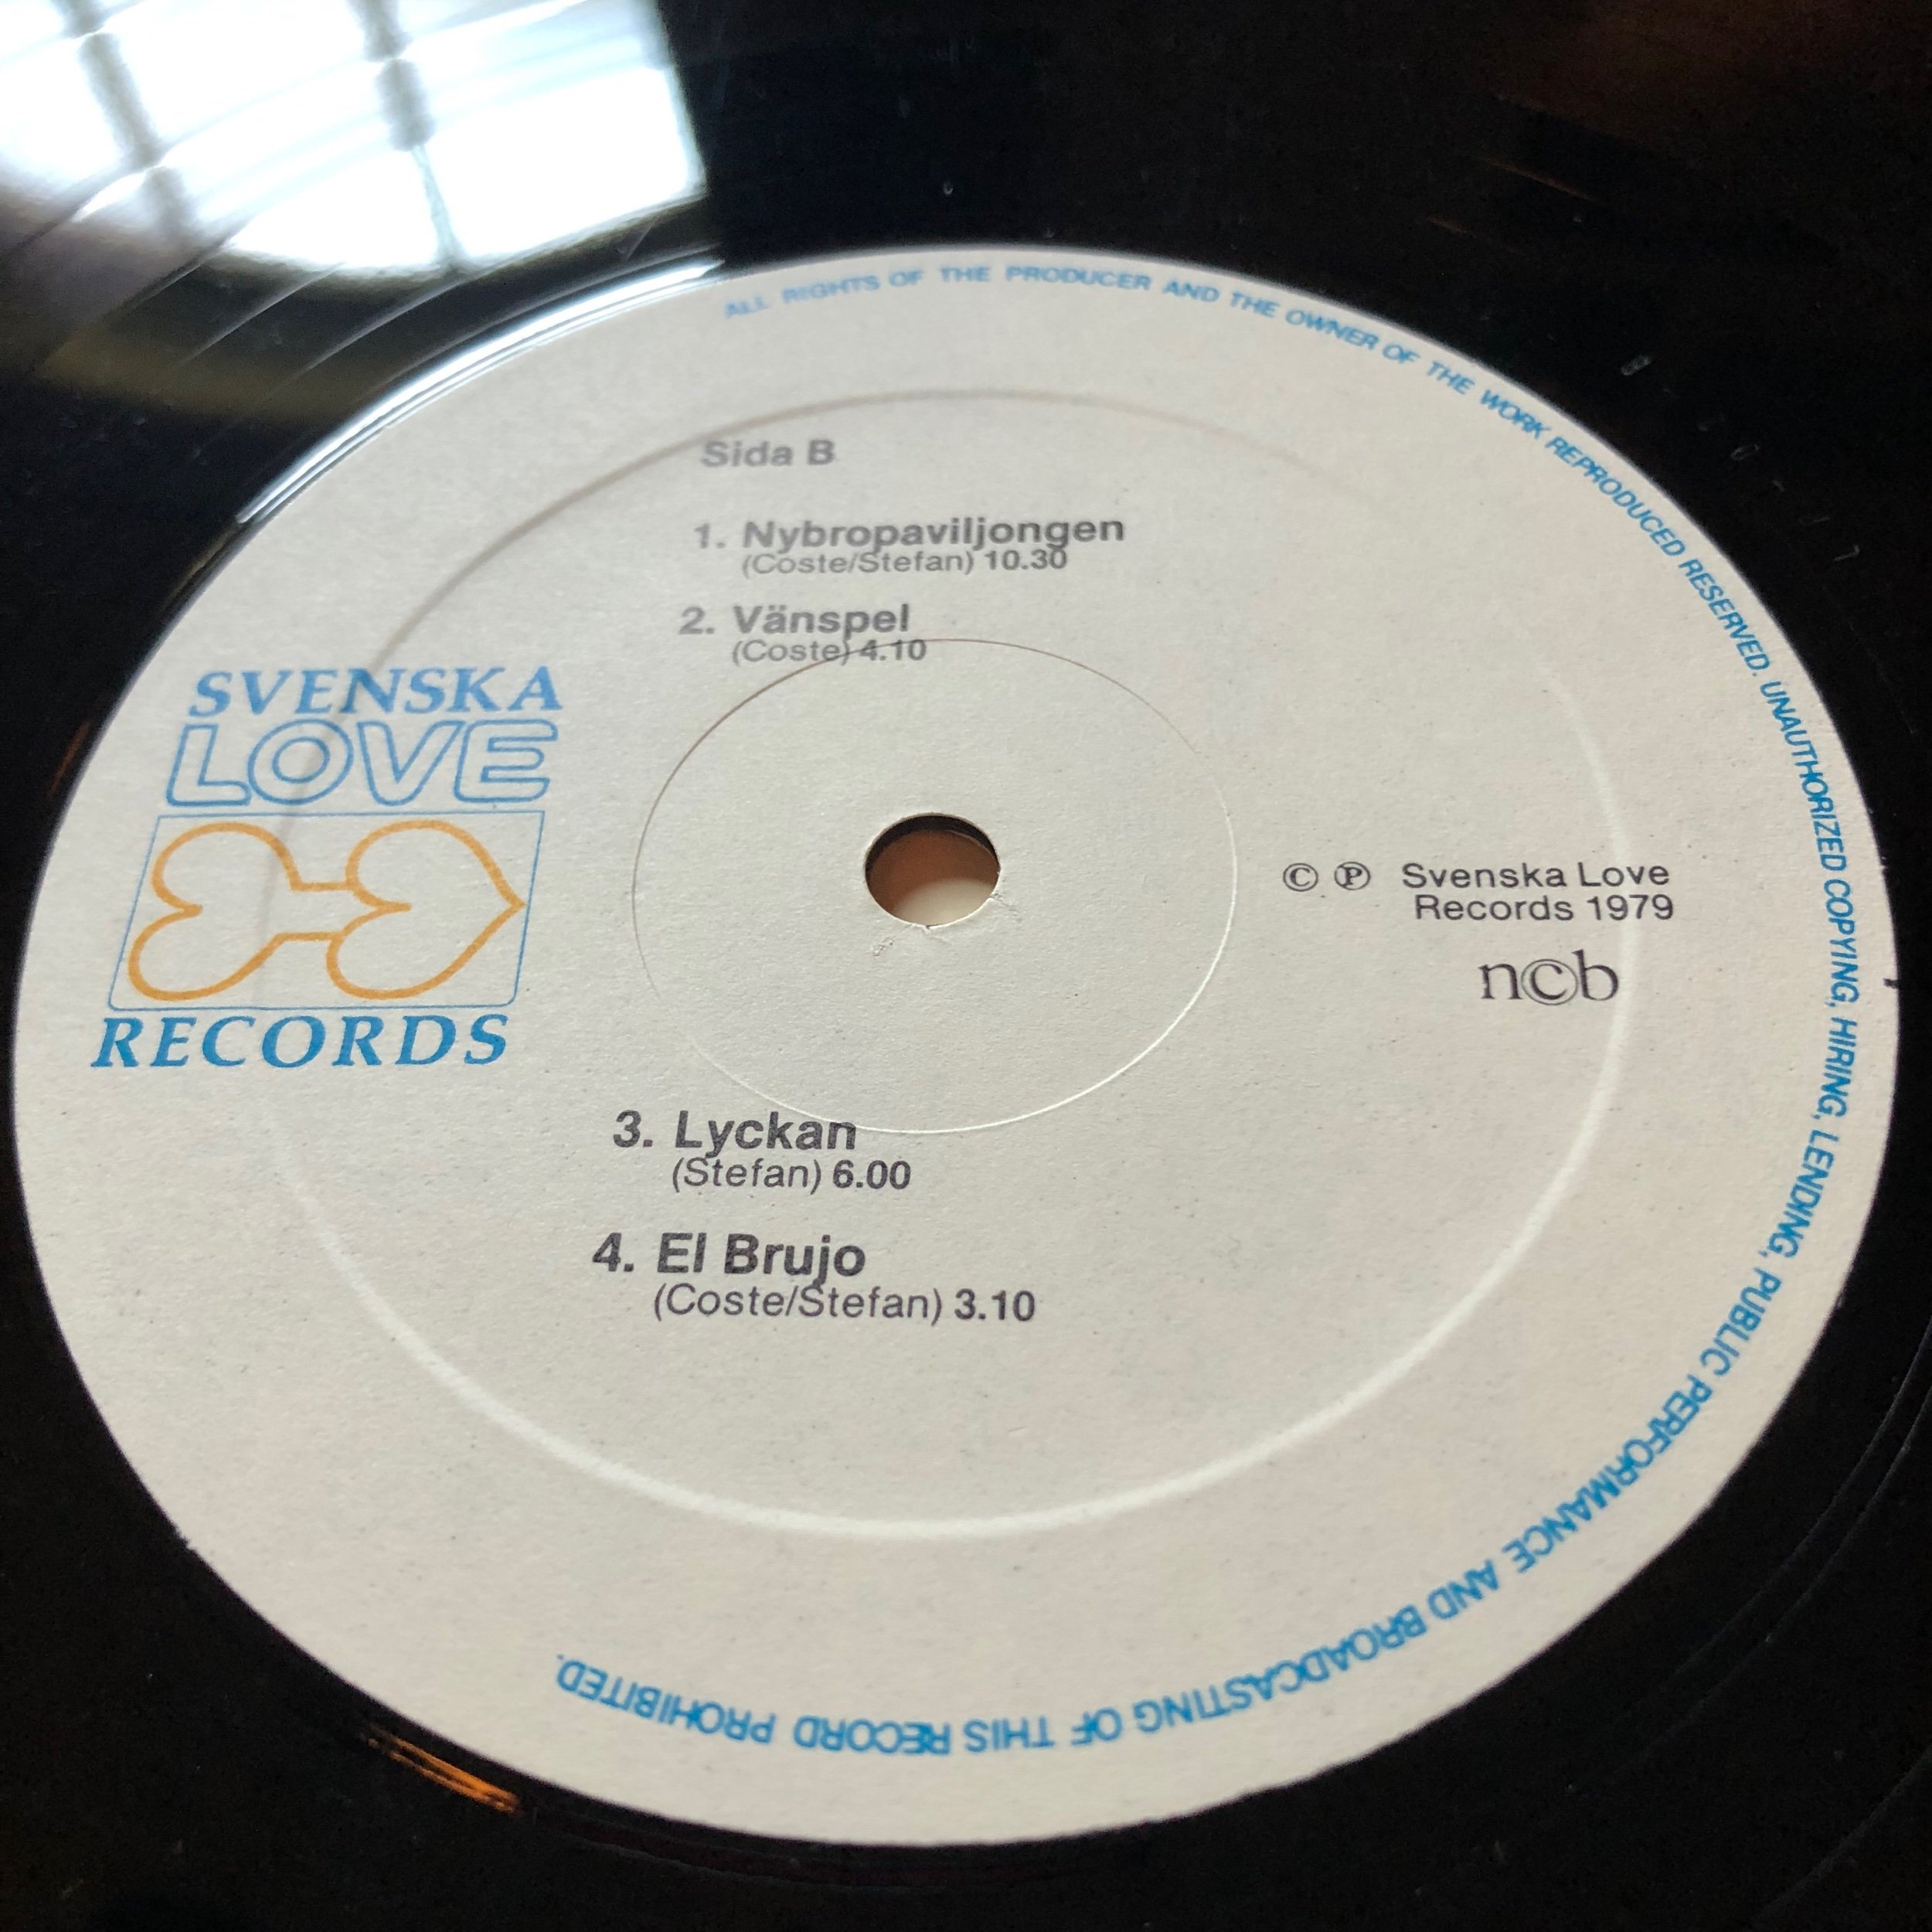 ALL RIGHTS OF THE PRODUCER AND THE OWNER OF THE WORK REPRODUCED RESERVED. UNAUTHORIZED COPYING, HIRING, LENDING, PUBLIC PERFORMANCE AND BROADCASTING OF THIS RECORD PROHIBITED.
Sida B
1. Nybropaviljongen
(Coste/Stefan) 10.30
2. Vänspel
(Coste) 4.10
SVENSKA
LOVE
RECORDS
© ℗ Svenska Love
Records 1979
n©b
3. Lyckan
(Stefan) 6.00
4. El Brujo
(Coste/Stefan) 3.10